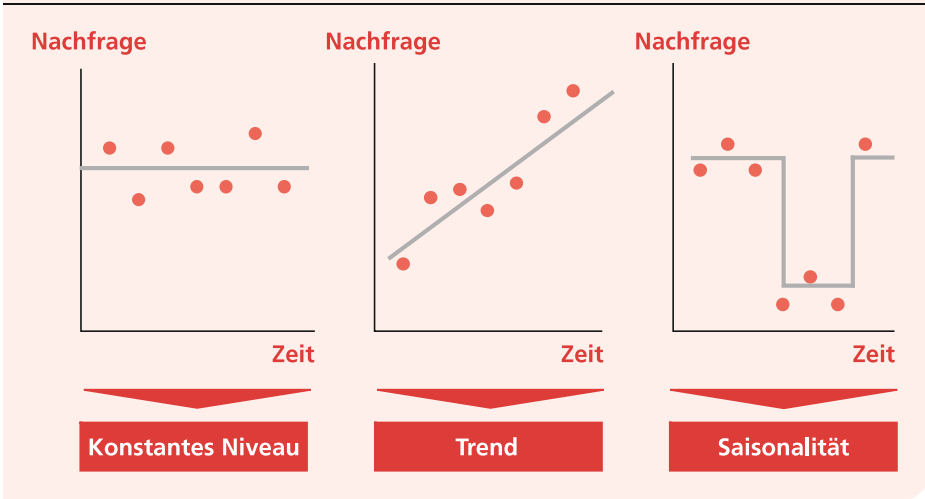 Nachfrage
Nachfrage
Nachfrage
Zeit
Zeit
Zeit
Konstantes Niveau
Trend
Saisonalität